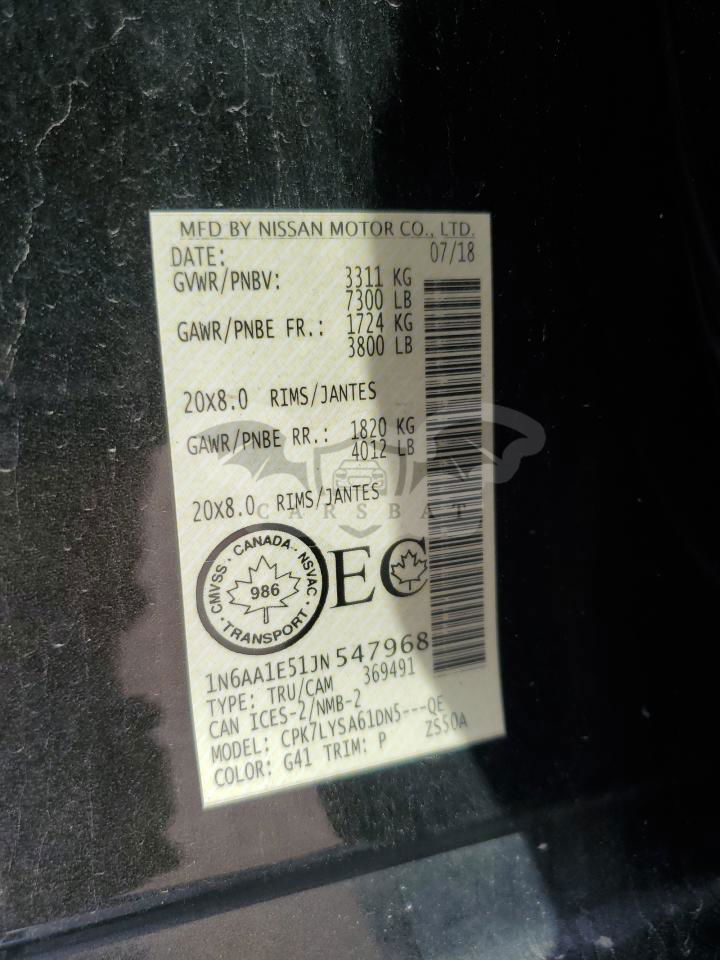 MFD BY NISSAN MOTOR CO., LTD.
DATE: 07/18
GVWR/PNBV: 3311 KG
7300 LB
GAWR/PNBE FR.: 1724 KG
3800 LB
20x8.0 RIMS/JANTES
GAWR/PNBE RR.: 1820 KG
4012 LB
20x8.0 RIMS/JANTES
CARSBAT
CMVSS · CANADA · NSVAC · TRANSPORT ·
986
EC
1N6AA1E51JN547968
TYPE: TRU/CAM 369491
CAN ICES-2/NMB-2
MODEL: CPK7LYSA61DN5---QE
COLOR: G41 TRIM: P ZS50A